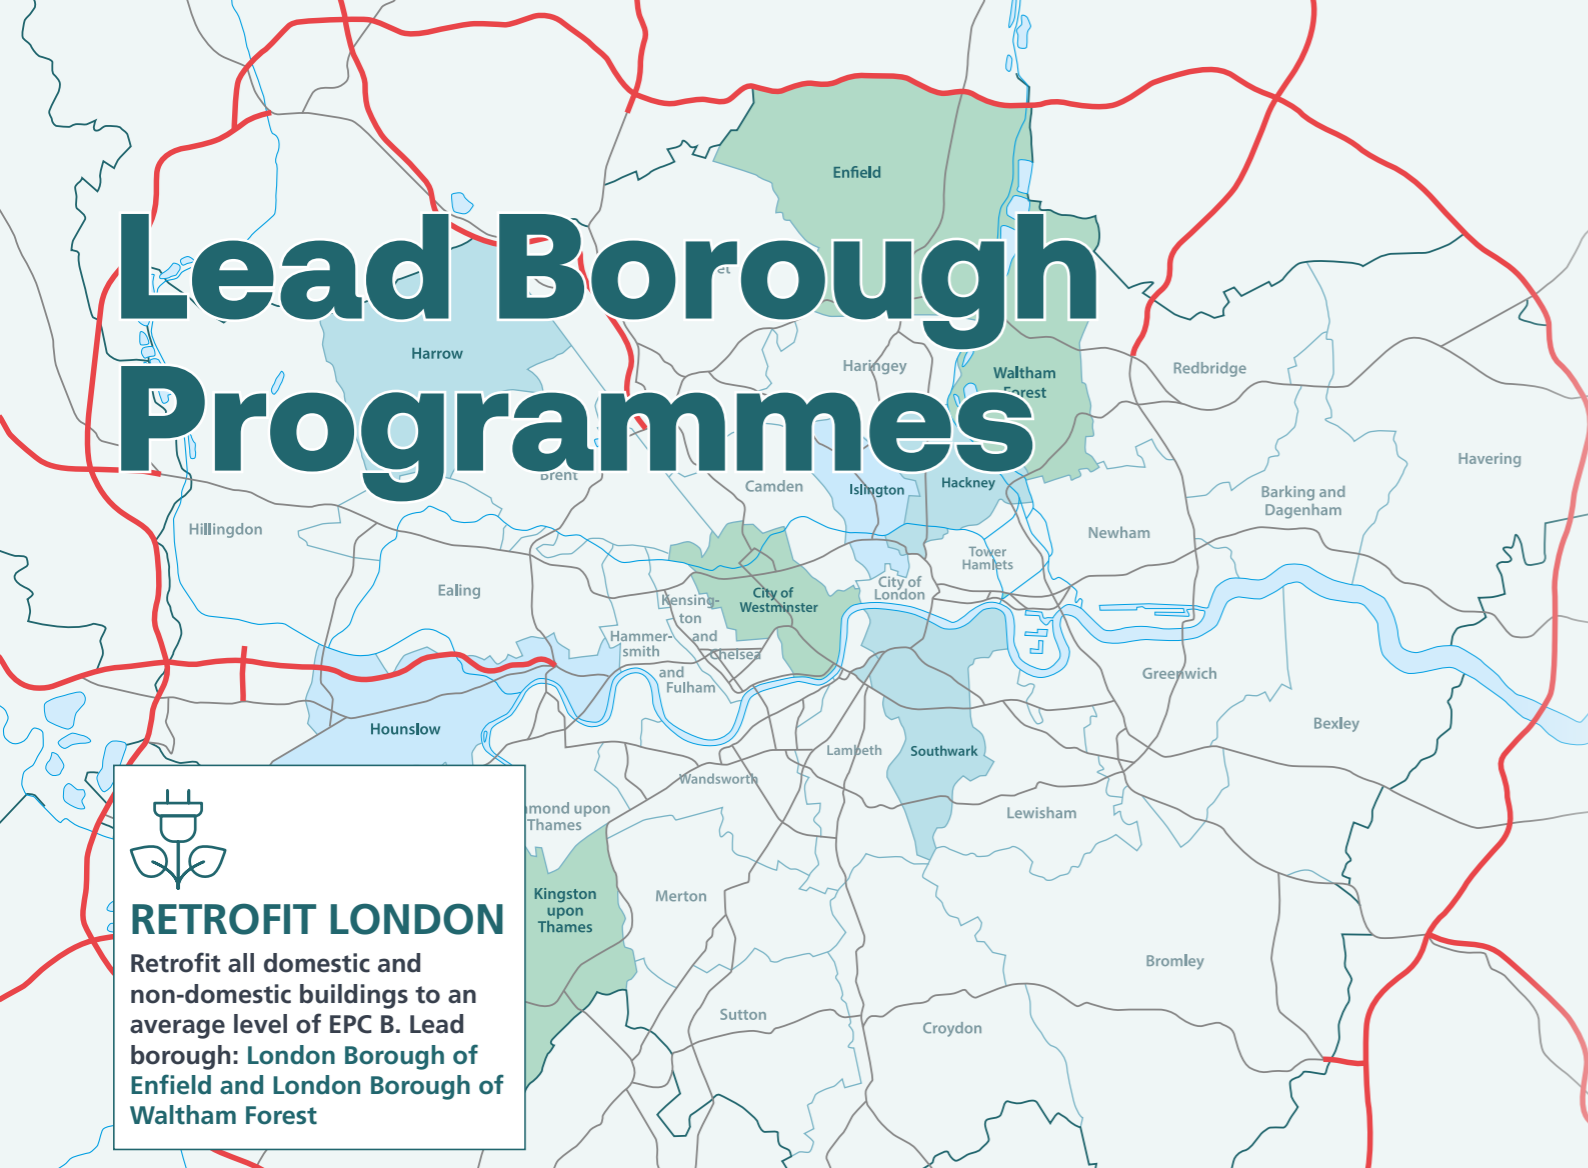 Lead Borough
Programmes
Enfield
Harrow
Haringey
Waltham
Redbridge
Havering
Brent
Camden
Islington
Hackney
Barking and
Dagenham
Hillingdon
Newham
Tower
Hamlets
Ealing
City of
London
City of
Westminster
Kensing-
ton
and
Chelsea
Hammer-
smith
and
Fulham
Greenwich
Hounslow
Bexley
Lambeth
Southwark
Wandsworth
upon
Thames
Lewisham
Kingston
upon
Thames
Merton
Bromley
Sutton
Croydon
RETROFIT LONDON
Retrofit all domestic and
non-domestic buildings to an
average level of EPC B. Lead
borough: London Borough of
Enfield and London Borough of
Waltham Forest